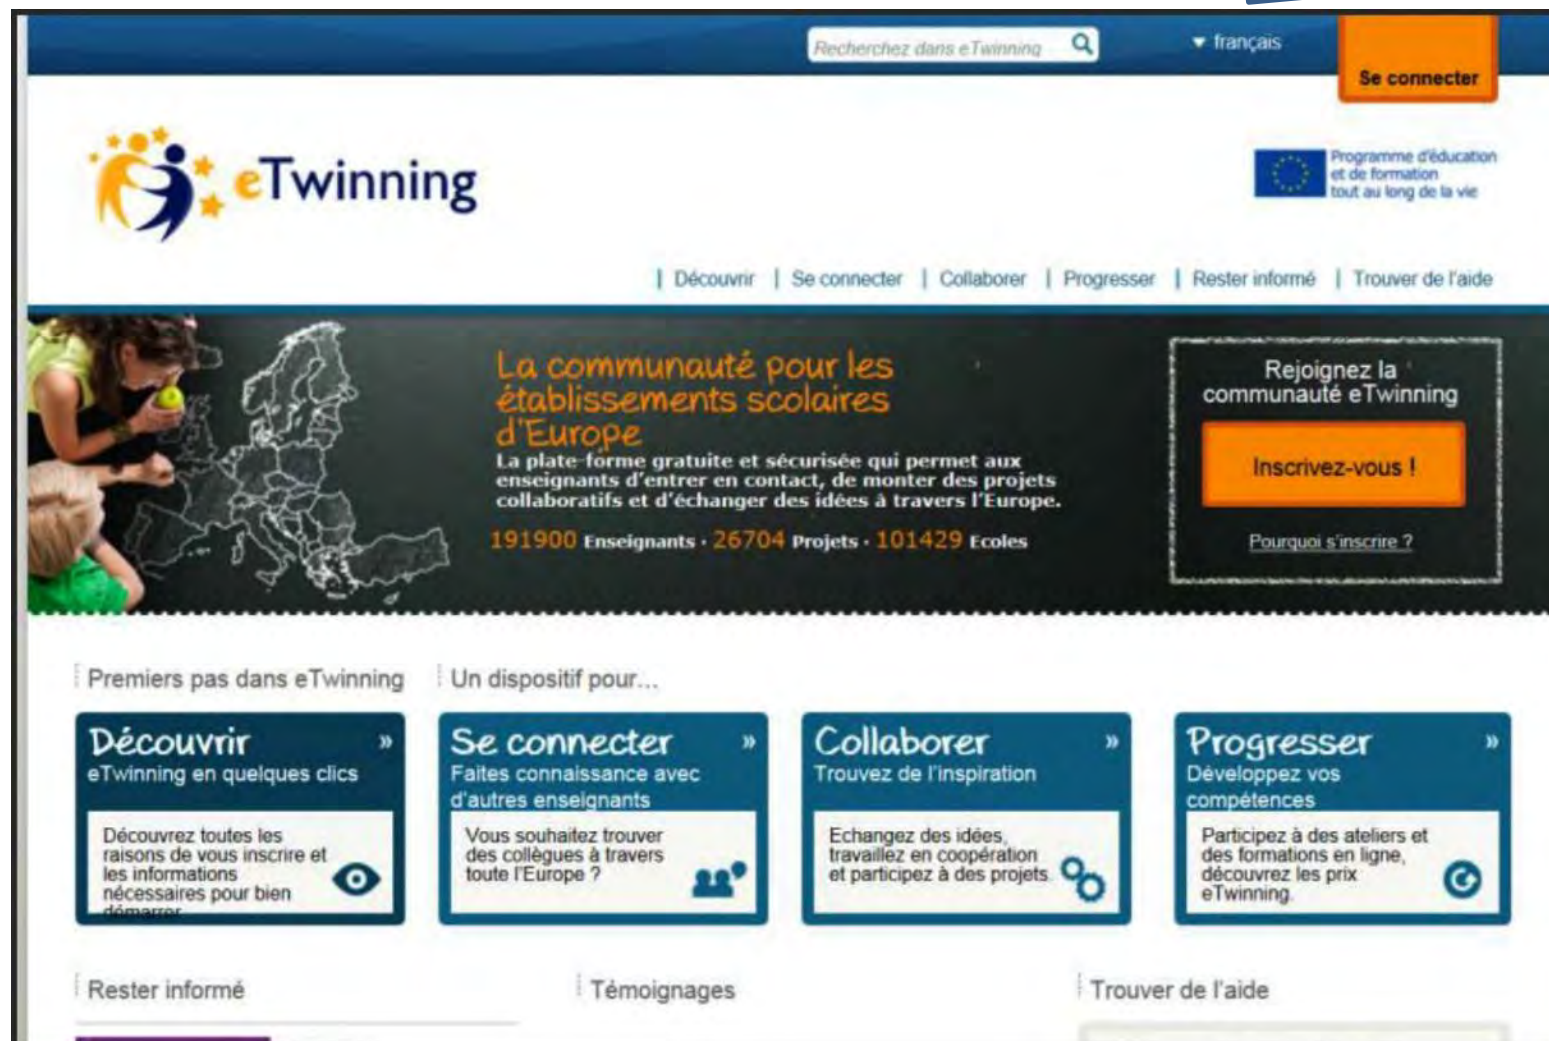 Recherchez dans eTwinning
français
Se connecter
eTwinning
Programme d'éducation
et de formation
tout au long de la vie
Découvrir | Se connecter | Collaborer | Progresser | Rester informé | Trouver de l'aide
La communauté pour les
établissements scolaires
d'Europe
La plate-forme gratuite et sécurisée qui permet aux
enseignants d'entrer en contact, de monter des projets
collaboratifs et d'échanger des idées à travers l'Europe.
191900 Enseignants · 26704 Projets · 101429 Ecoles
Rejoignez la
communauté eTwinning
Inscrivez-vous !
Pourquoi s'inscrire ?
Premiers pas dans eTwinning
Un dispositif pour...
Découvrir »
eTwinning en quelques clics
Découvrez toutes les
raisons de vous inscrire et
les informations
nécessaires pour bien
démarrer
Se connecter »
Faites connaissance avec
d'autres enseignants
Vous souhaitez trouver
des collègues à travers
toute l'Europe ?
Collaborer »
Trouvez de l'inspiration
Echangez des idées,
travaillez en coopération
et participez à des projets.
Progresser »
Développez vos
compétences
Participez à des ateliers et
des formations en ligne,
découvrez les prix
eTwinning.
Rester informé
Témoignages
Trouver de l'aide